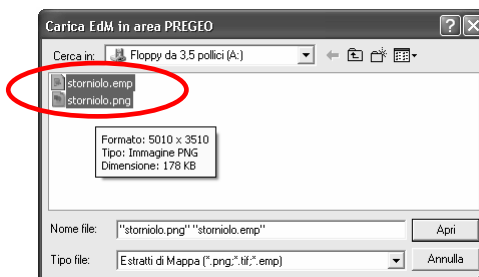 Carica EdM in area PREGEO
Cerca in: Floppy da 3,5 pollici (A:)
storniolo.emp
storniolo.png
Formato: 5010 x 3510
Tipo: Immagine PNG
Dimensione: 178 KB
Nome file: "storniolo.png" "storniolo.emp" Apri
Tipo file: Estratti di Mappa (*.png;*.tif;*.emp) Annulla